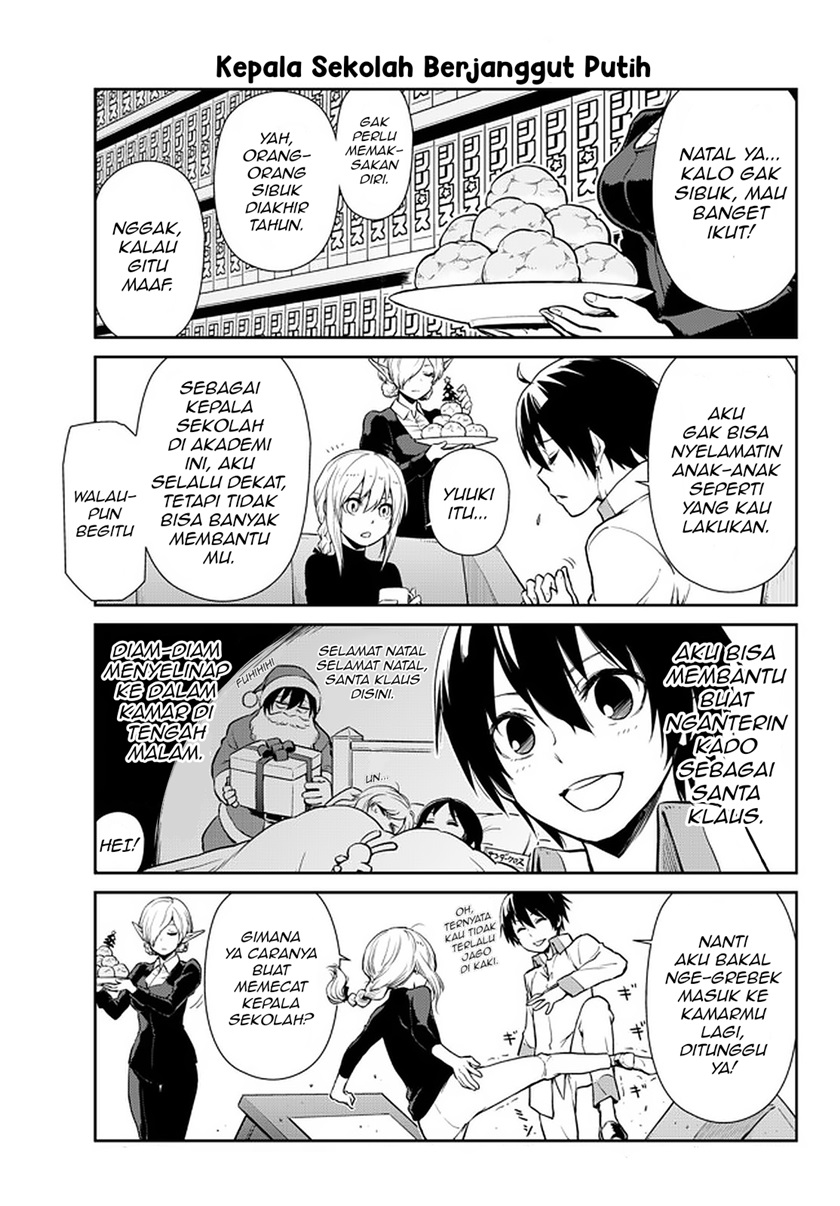 Kepala Sekolah Berjanggut Putih
NATAL YA...
KALO GAK
SIBUK, MAU
BANGET
IKUT!
GAK
PERLU
MEMAK-
SAKAN
DIRI.
YAH,
ORANG-
ORANG
SIBUK
DIAKHIR
TAHUN.
NGGAK,
KALAU
GITU
MAAF.
AKU
GAK BISA
NYELAMATIN
ANAK-ANAK
SEPERTI
YANG KAU
LAKUKAN.
YUUKI
ITU...
SEBAGAI
KEPALA
SEKOLAH
DI AKADEMI
INI, AKU
SELALU DEKAT,
TETAPI TIDAK
BISA BANYAK
MEMBANTU
MU.
WALAU-
PUN
BEGITU
AKU BISA
MEMBANTU
BUAT
NGANTERIN
KADO
SEBAGAI
SANTA
KLAUS.
SELAMAT NATAL
SELAMAT NATAL,
SANTA KLAUS
DISINI.
FUHIHIHI
DIAM-DIAM
MENYELINAP
KE DALAM
KAMAR DI
TENGAH
MALAM.
UN...
HEI!
NANTI
AKU BAKAL
NGE-GREBEK
MASUK KE
KAMARMU
LAGI,
DITUNGGU
YA!
OH,
TERNYATA
KAU TIDAK
TERLALU
JAGO
DI KAKI.
GIMANA
YA CARANYA
BUAT
MEMECAT
KEPALA
SEKOLAH?
ギギ
ギギ